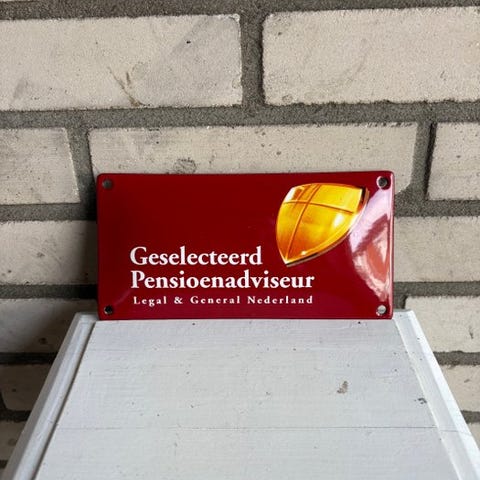 Geselecteerd
Pensioenadviseur
Legal & General Nederland